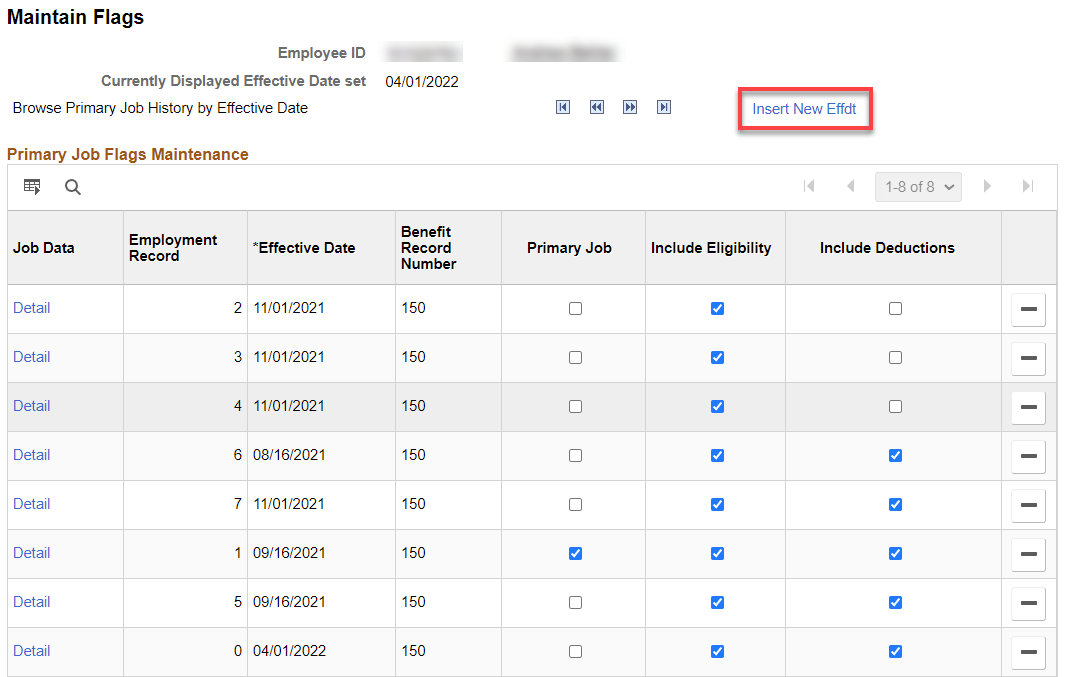 Maintain Flags
Employee ID
Currently Displayed Effective Date set 04/01/2022
Browse Primary Job History by Effective Date
Insert New Effdt
Primary Job Flags Maintenance
1-8 of 8
Job Data Employment Record *Effective Date Benefit Record Number Primary Job Include Eligibility Include Deductions
Detail 2 11/01/2021 150
Detail 3 11/01/2021 150
Detail 4 11/01/2021 150
Detail 6 08/16/2021 150
Detail 7 11/01/2021 150
Detail 1 09/16/2021 150
Detail 5 09/16/2021 150
Detail 0 04/01/2022 150